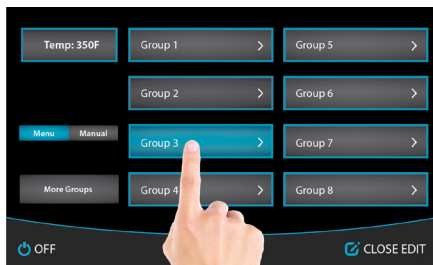 Temp: 350F
Group 1
Group 5
Group 2
Group 6
Menu
Manual
Group 3
Group 7
More Groups
Group 4
Group 8
OFF
CLOSE EDIT